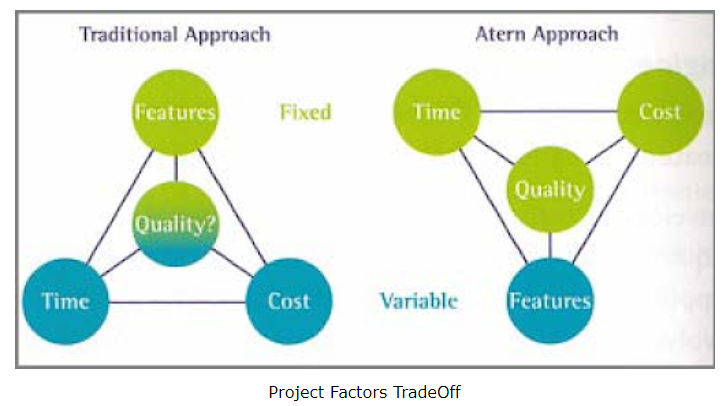 Traditional Approach
Atern Approach
Features
Fixed
Time
Cost
Quality?
Quality
Time
Cost
Variable
Features
Project Factors TradeOff